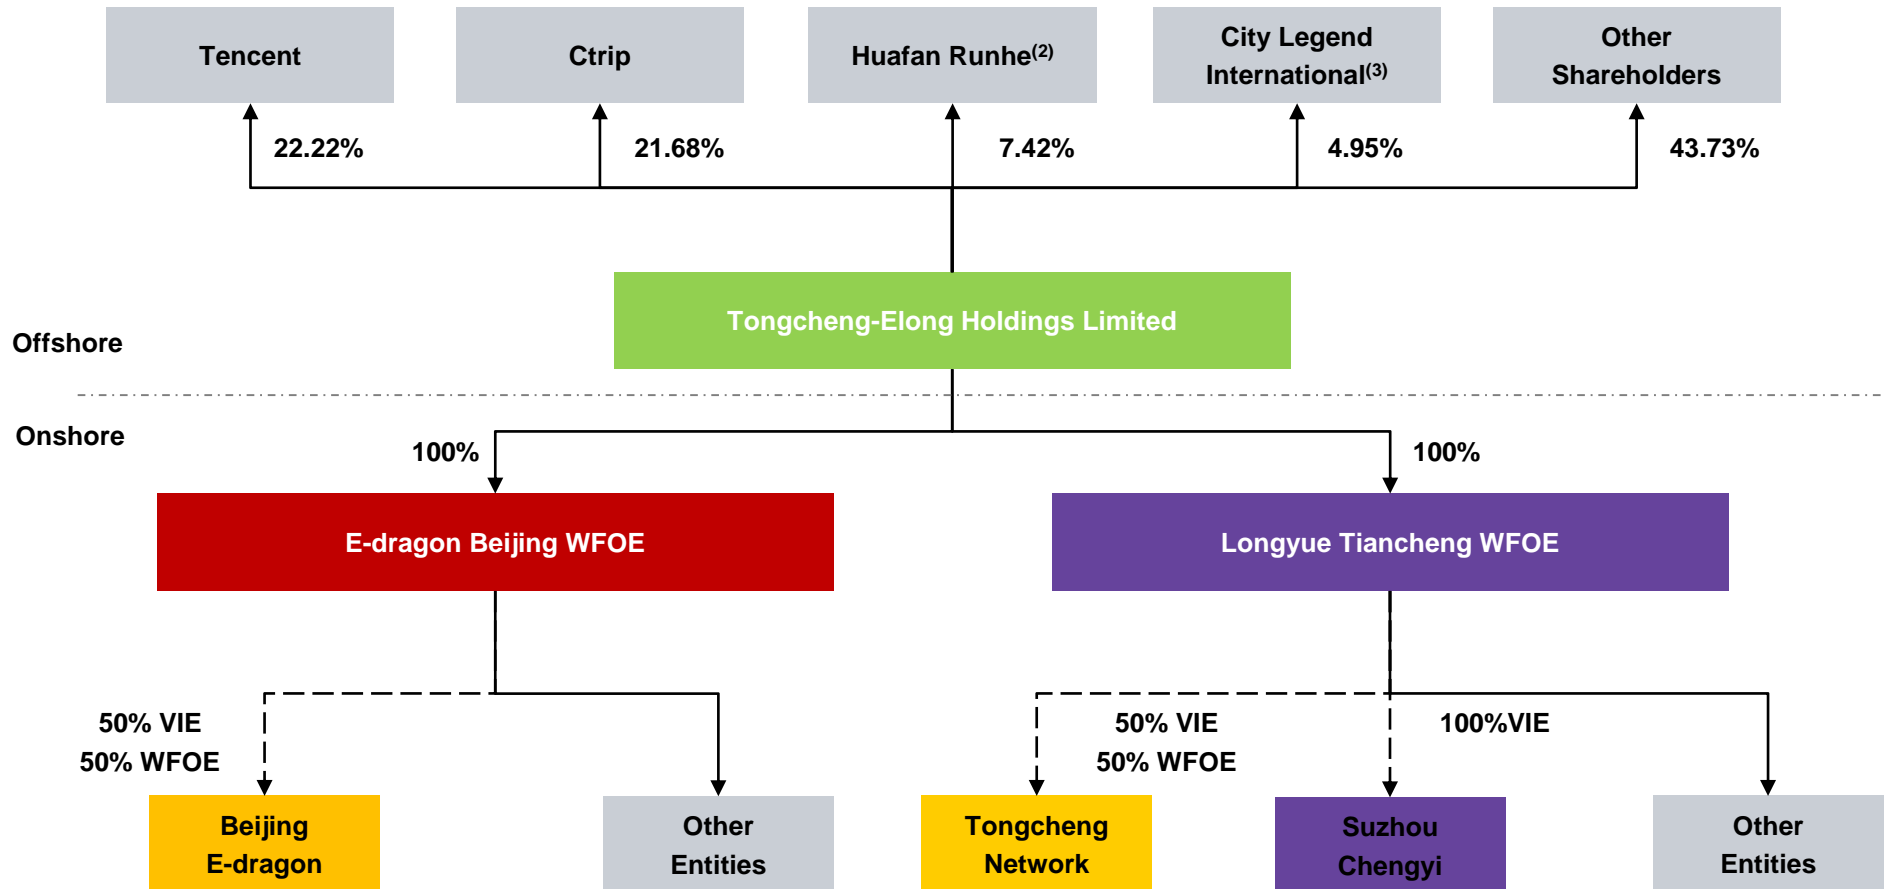 Tencent
Ctrip
Huafan Runhe(2)
City Legend
International(3)
Other
Shareholders
22.22%
21.68%
7.42%
4.95%
43.73%
Tongcheng-Elong Holdings Limited
Offshore
Onshore
100%
100%
E-dragon Beijing WFOE
Longyue Tiancheng WFOE
50% VIE
50% WFOE
50% VIE
50% WFOE
100%VIE
Beijing
E-dragon
Other
Entities
Tongcheng
Network
Suzhou
Chengyi
Other
Entities